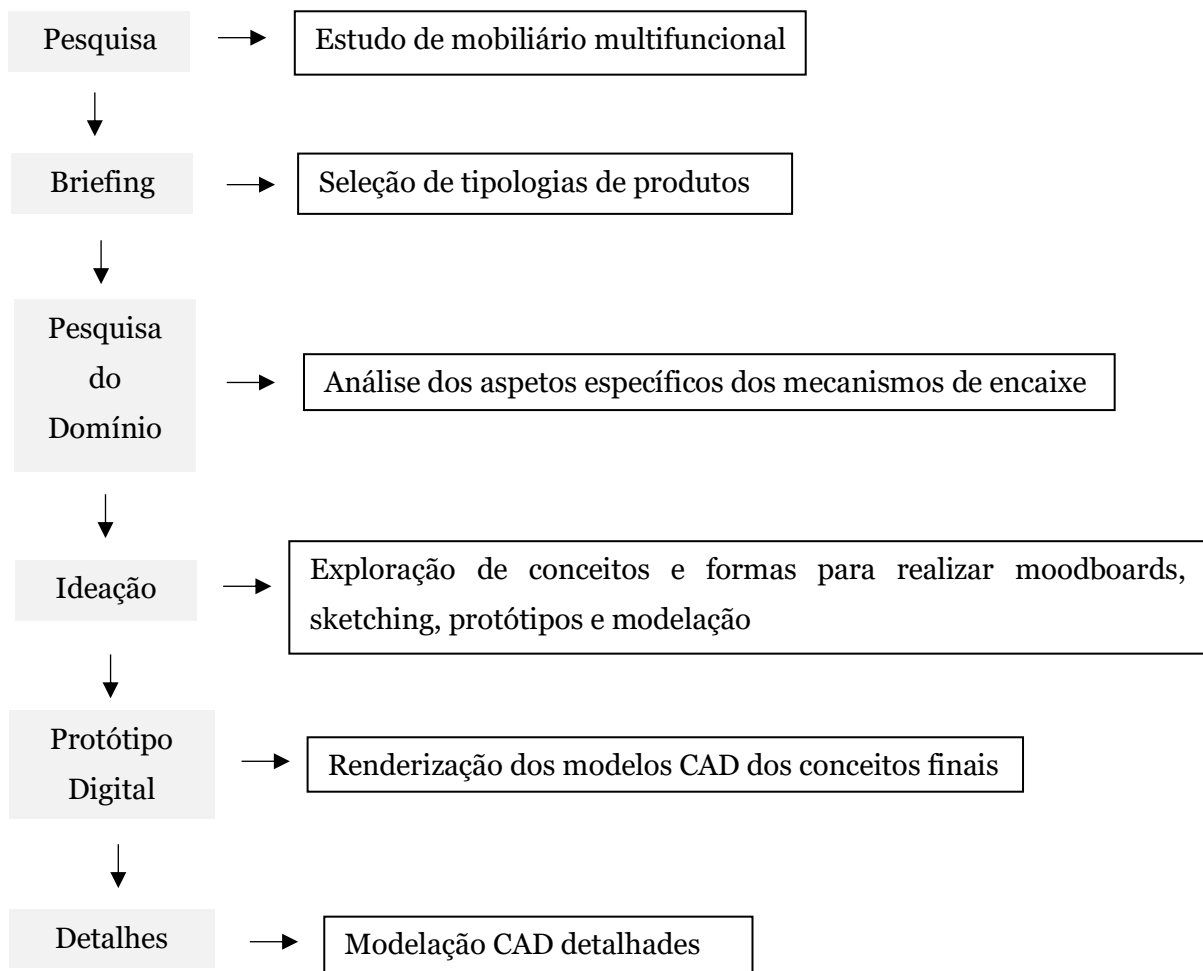 Pesquisa
Estudo de mobiliário multifuncional
Briefing
Seleção de tipologias de produtos
Pesquisa
do
Domínio
Análise dos aspetos específicos dos mecanismos de encaixe
Ideação
Exploração de conceitos e formas para realizar moodboards,
sketching, protótipos e modelação
Protótipo
Digital
Renderização dos modelos CAD dos conceitos finais
Detalhes
Modelação CAD detalhades